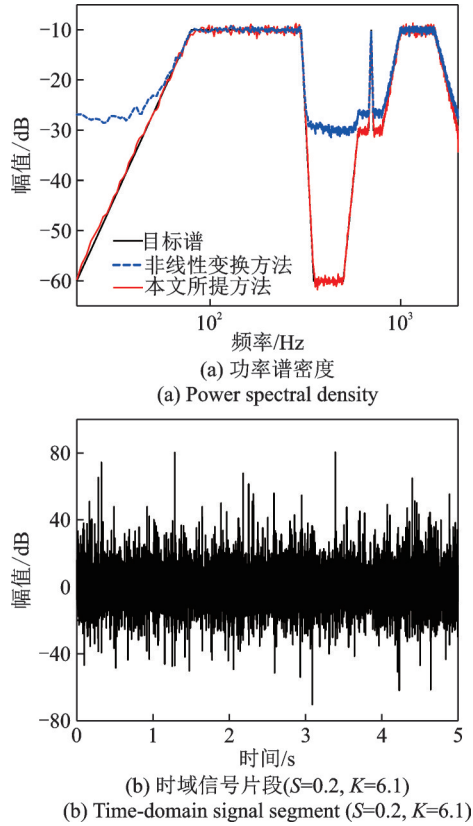 -10
-20
-30
-40
-50
-60
幅值/dB
目标谱
非线性变换方法
本文所提方法
10²
10³
频率/Hz
(a) 功率谱密度
(a) Power spectral density
80
40
0
-40
-80
幅值/dB
0 1 2 3 4 5
时间/s
(b) 时域信号片段(S=0.2, K=6.1)
(b) Time-domain signal segment (S=0.2, K=6.1)